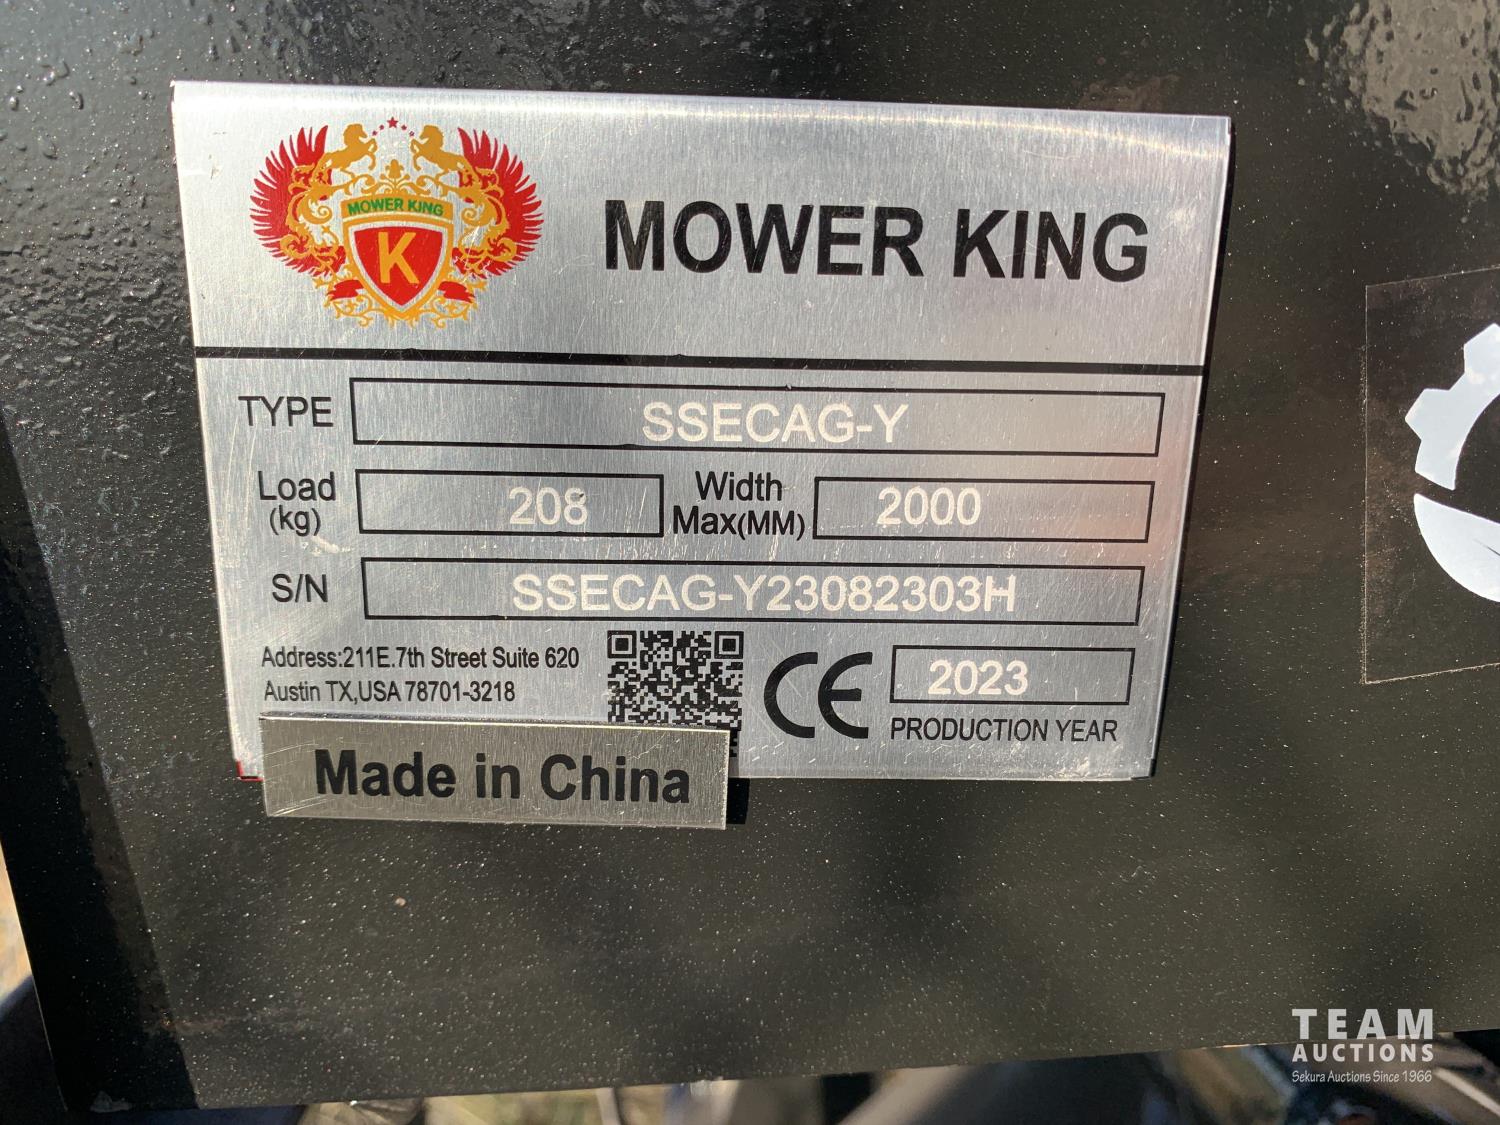 MOWER KING
K
MOWER KING
TYPE SSECAG-Y
Load (kg) 208 Width Max(MM) 2000
S/N SSECAG-Y23082303H
Address:211E.7th Street Suite 620
Austin TX,USA 78701-3218
CE
2023
PRODUCTION YEAR
Made in China
TEAM
AUCTIONS
Sekura Auctions Since 1966